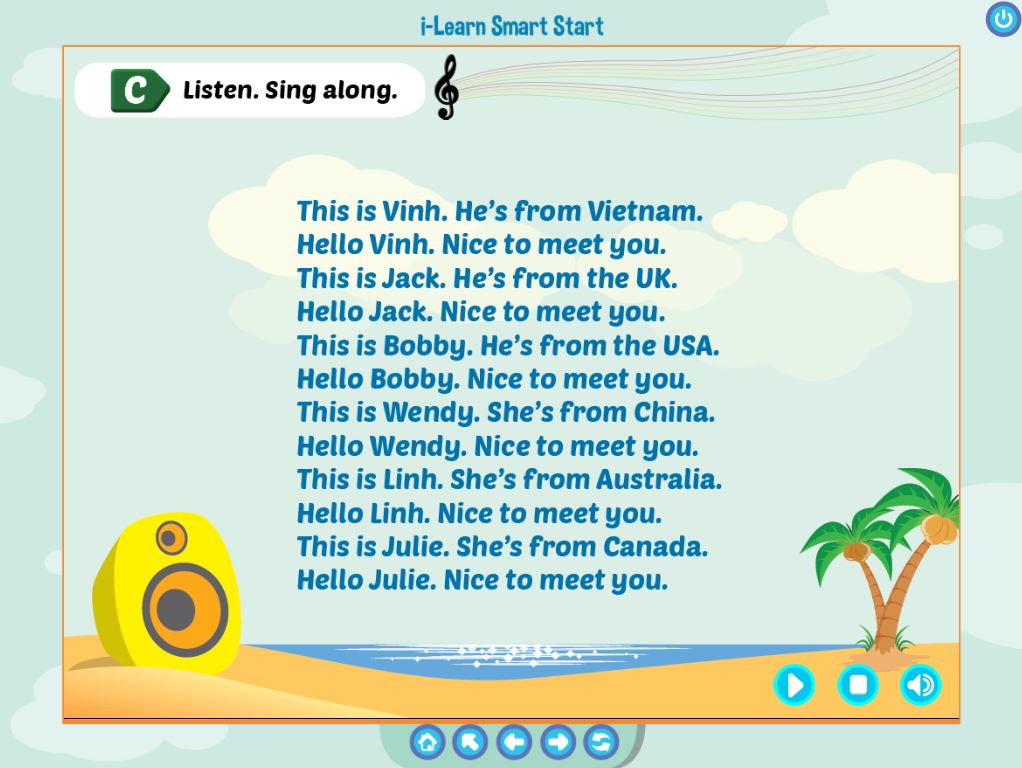 i-Learn Smart Start
C Listen. Sing along.
This is Vinh. He's from Vietnam.
Hello Vinh. Nice to meet you.
This is Jack. He's from the UK.
Hello Jack. Nice to meet you.
This is Bobby. He's from the USA.
Hello Bobby. Nice to meet you.
This is Wendy. She's from China.
Hello Wendy. Nice to meet you.
This is Linh. She's from Australia.
Hello Linh. Nice to meet you.
This is Julie. She's from Canada.
Hello Julie. Nice to meet you.